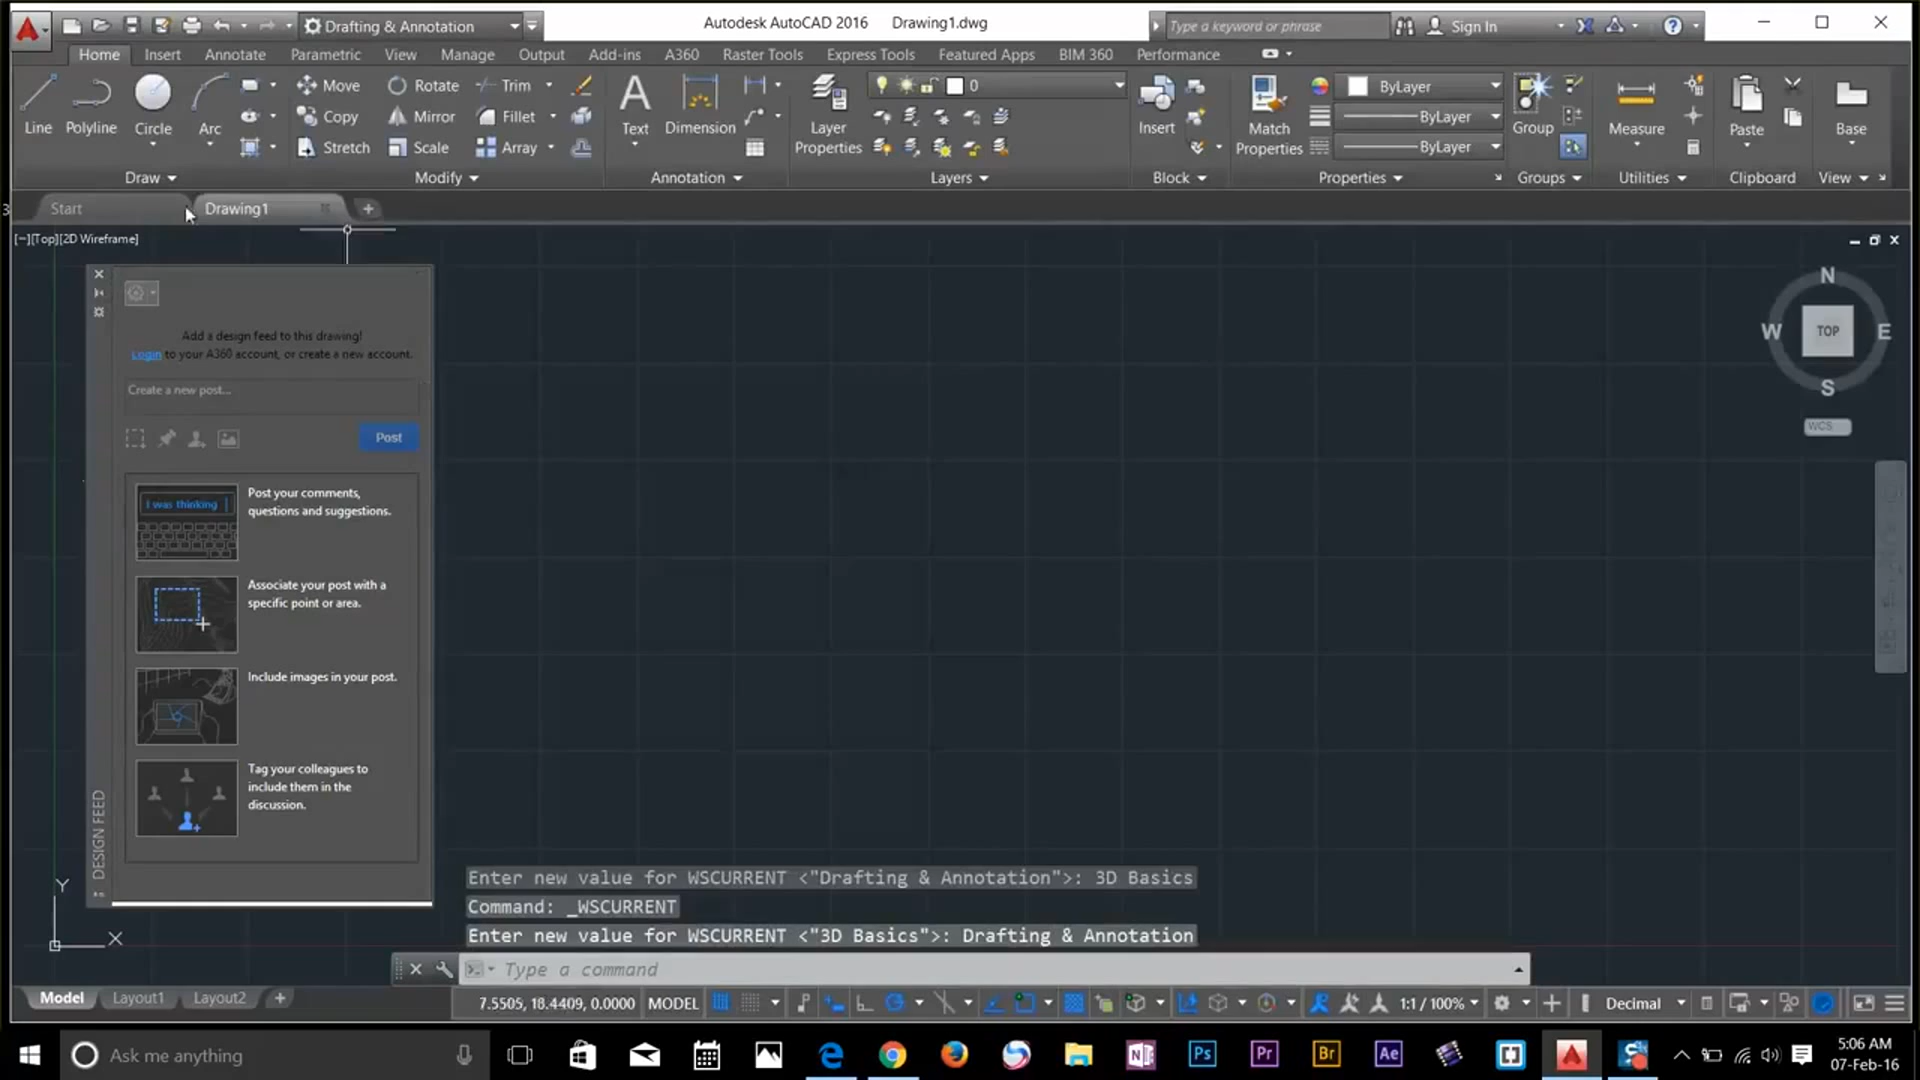 Drafting & Annotation
Autodesk AutoCAD 2016 Drawing1.dwg
Type a keyword or phrase
Sign In
Home Insert Annotate Parametric View Manage Output Add-ins A360 Raster Tools Express Tools Featured Apps BIM 360 Performance
Line Polyline Circle Arc
Move Rotate Trim
Copy Mirror Fillet
Stretch Scale Array
Text Dimension
Layer Properties
0
Insert
Match Properties
ByLayer
ByLayer
ByLayer
Group Measure Paste Base
Draw Modify Annotation Layers Block Properties Groups Utilities Clipboard View
3
Start Drawing1
[−][Top][2D Wireframe]
N
W TOP E
S
WCS
Add a design feed to this drawing!
Login to your A360 account, or create a new account.
Create a new post...
Post
I was thinking
Post your comments,
questions and suggestions.
Associate your post with a
specific point or area.
Include images in your post.
Tag your colleagues to
include them in the
discussion.
DESIGN FEED
Y
X
Enter new value for WSCURRENT <"Drafting & Annotation">: 3D Basics
Command: _WSCURRENT
Enter new value for WSCURRENT <"3D Basics">: Drafting & Annotation
Type a command
Model Layout1 Layout2
7.5505, 18.4409, 0.0000 MODEL
1:1 / 100%
Decimal
Ask me anything
N
Ps
Pr
Br
Ae
5:06 AM
07-Feb-16